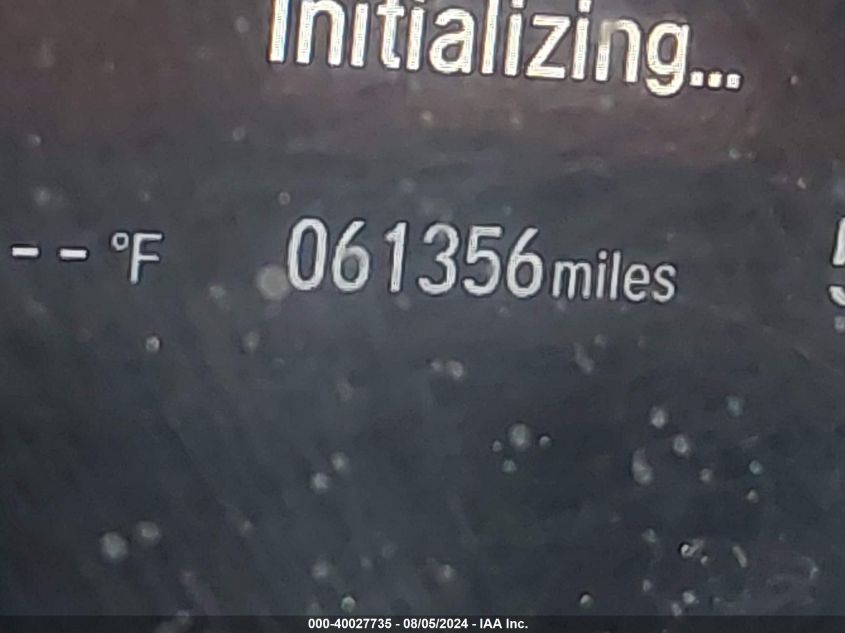 Initializing...
--°F 061356miles
000-40027735 - 08/05/2024 - IAA Inc.